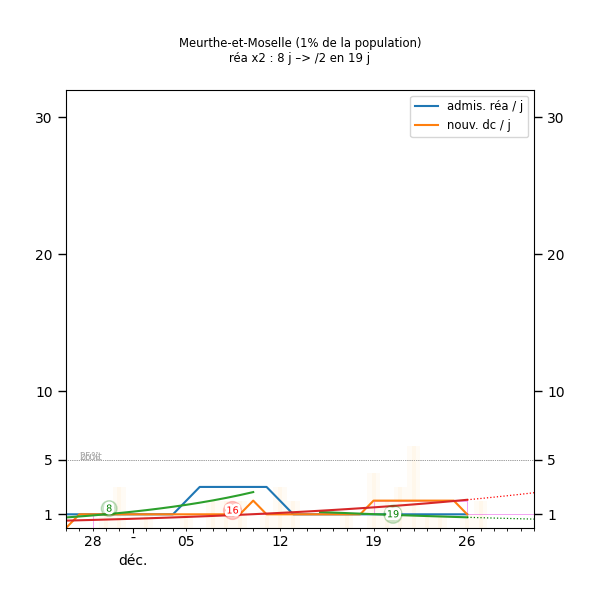 Meurthe-et-Moselle (1% de la population)
réa x2 : 8 j –> /2 en 19 j
admis. réa / j
nouv. dc / j
30 30
20 20
10 10
5 5
1 1
8
16
19
28 - 05 12 19 26
déc.